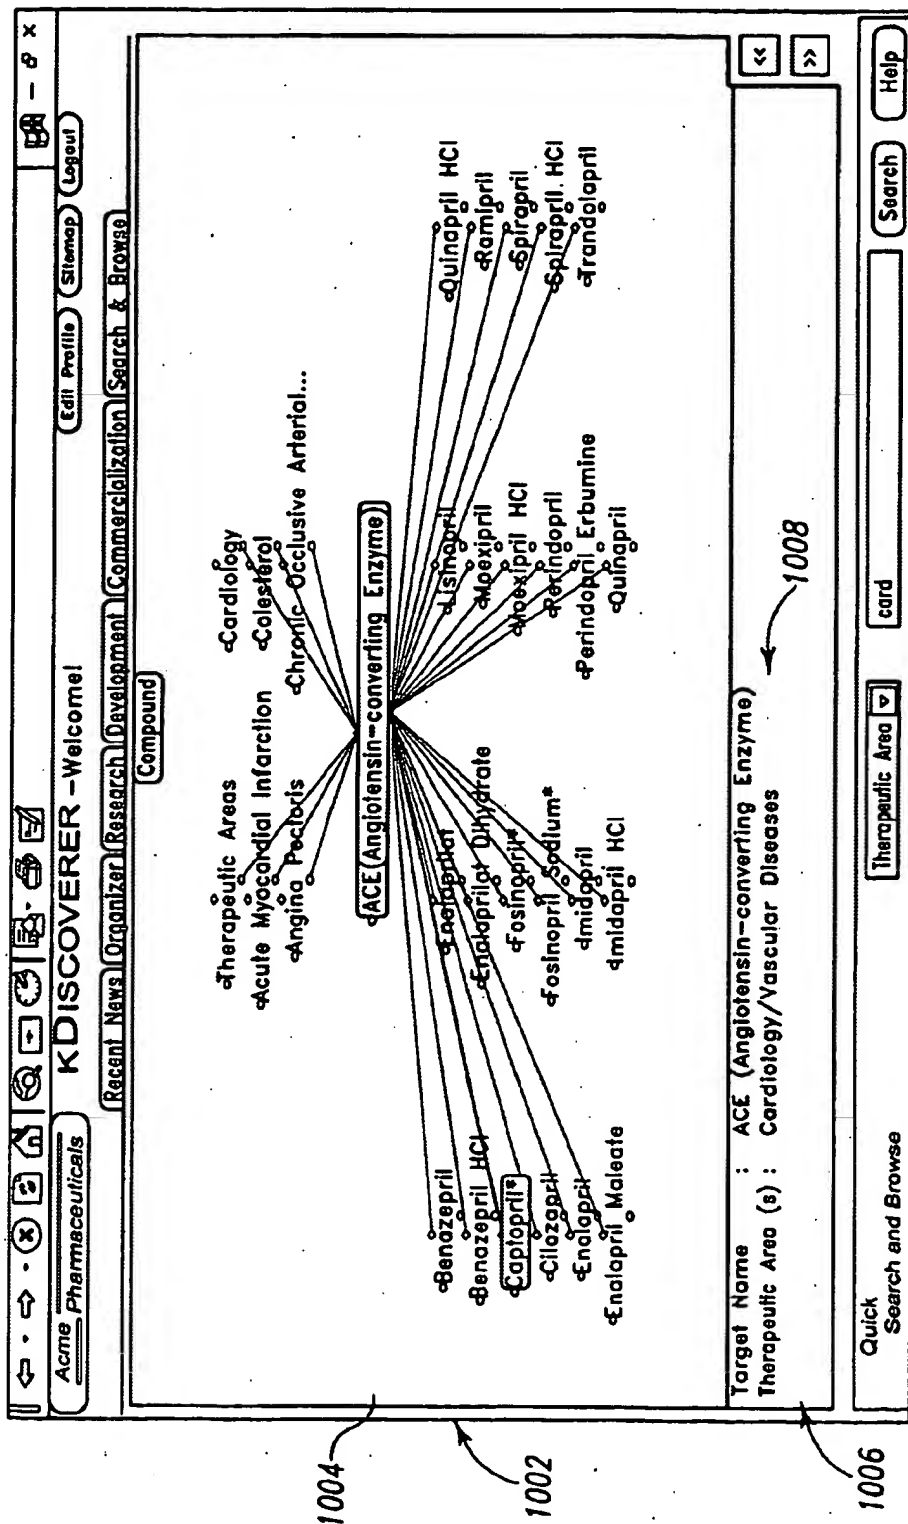 Acme
Pharmaceuticals
KDISCOVERER -Welcome!
Edit Profile Sitemap Logout
Recent News Organizer Research Development Commercialization Search & Browse
Compound
Therapeutic Areas
Acute Myocardial Infarction
Angina Pectoris
Cardiology
Colesterol
Chronic Occlusive Arterial...
ACE(Angiotensin-converting Enzyme)
Benazepril
Benazepril HCl
Captopril*
Cilazapril
Enalapril
Enalapril Maleate
Enalaprilat
Enalaprilat Dihydrate
Fosinopril*
Fosinopril Sodium*
Imidapril
Imidapril HCl
Lisinopril
Moexipril
Moexipril HCl
Perindopril
Perindopril Erbumine
Quinapril
Quinapril HCl
Ramipril
Spirapril
Spirapril HCl
Trandolapril
<<
>>
Target Name : ACE (Angiotensin-converting Enzyme)
Therapeutic Area (s) : Cardiology/Vascular Diseases
Quick
Search and Browse
Therapeutic Area
card
Search
Help
1004
1002
1006
1008